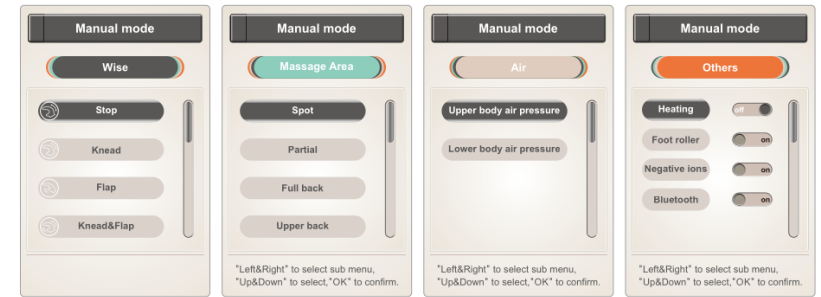 Manual mode
Wise
Stop
Knead
Flap
Knead&Flap
Manual mode
Massage Area
Spot
Partial
Full back
Upper back
"Left&Right" to select sub menu,
"Up&Down" to select,"OK" to confirm.
Manual mode
Air
Upper body air pressure
Lower body air pressure
"Left&Right" to select sub menu,
"Up&Down" to select,"OK" to confirm.
Manual mode
Others
Heating off
Foot roller on
Negative ions on
Bluetooth on
"Left&Right" to select sub menu,
"Up&Down" to select,"OK" to confirm.